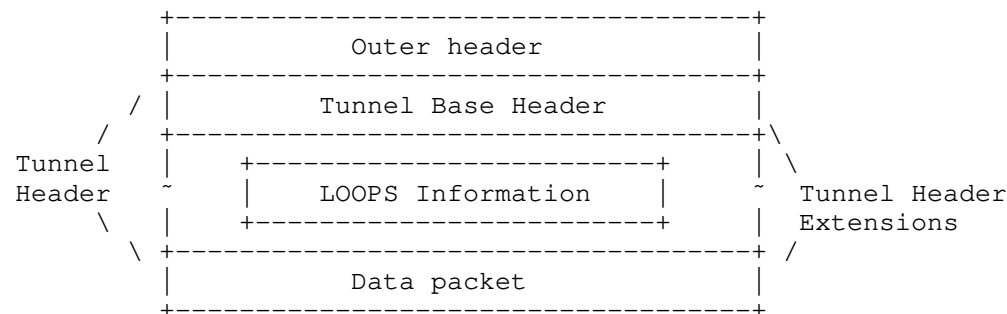 Outer header
Tunnel Base Header
Tunnel
Header
LOOPS Information
Tunnel Header
Extensions
Data packet